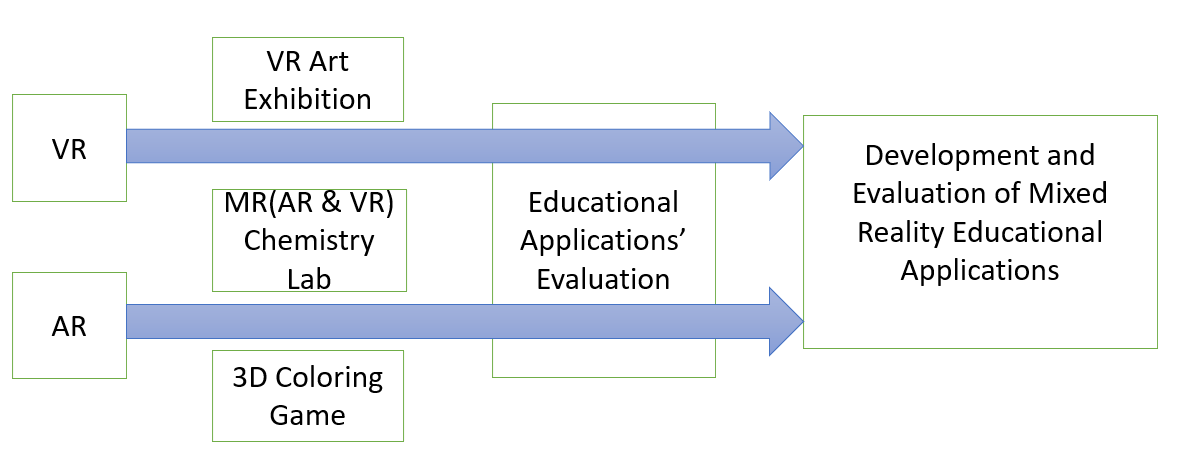 VR Art
Exhibition
VR
MR(AR & VR)
Chemistry
Lab
AR
3D Coloring
Game
Educational
Applications’
Evaluation
Development and
Evaluation of Mixed
Reality Educational
Applications